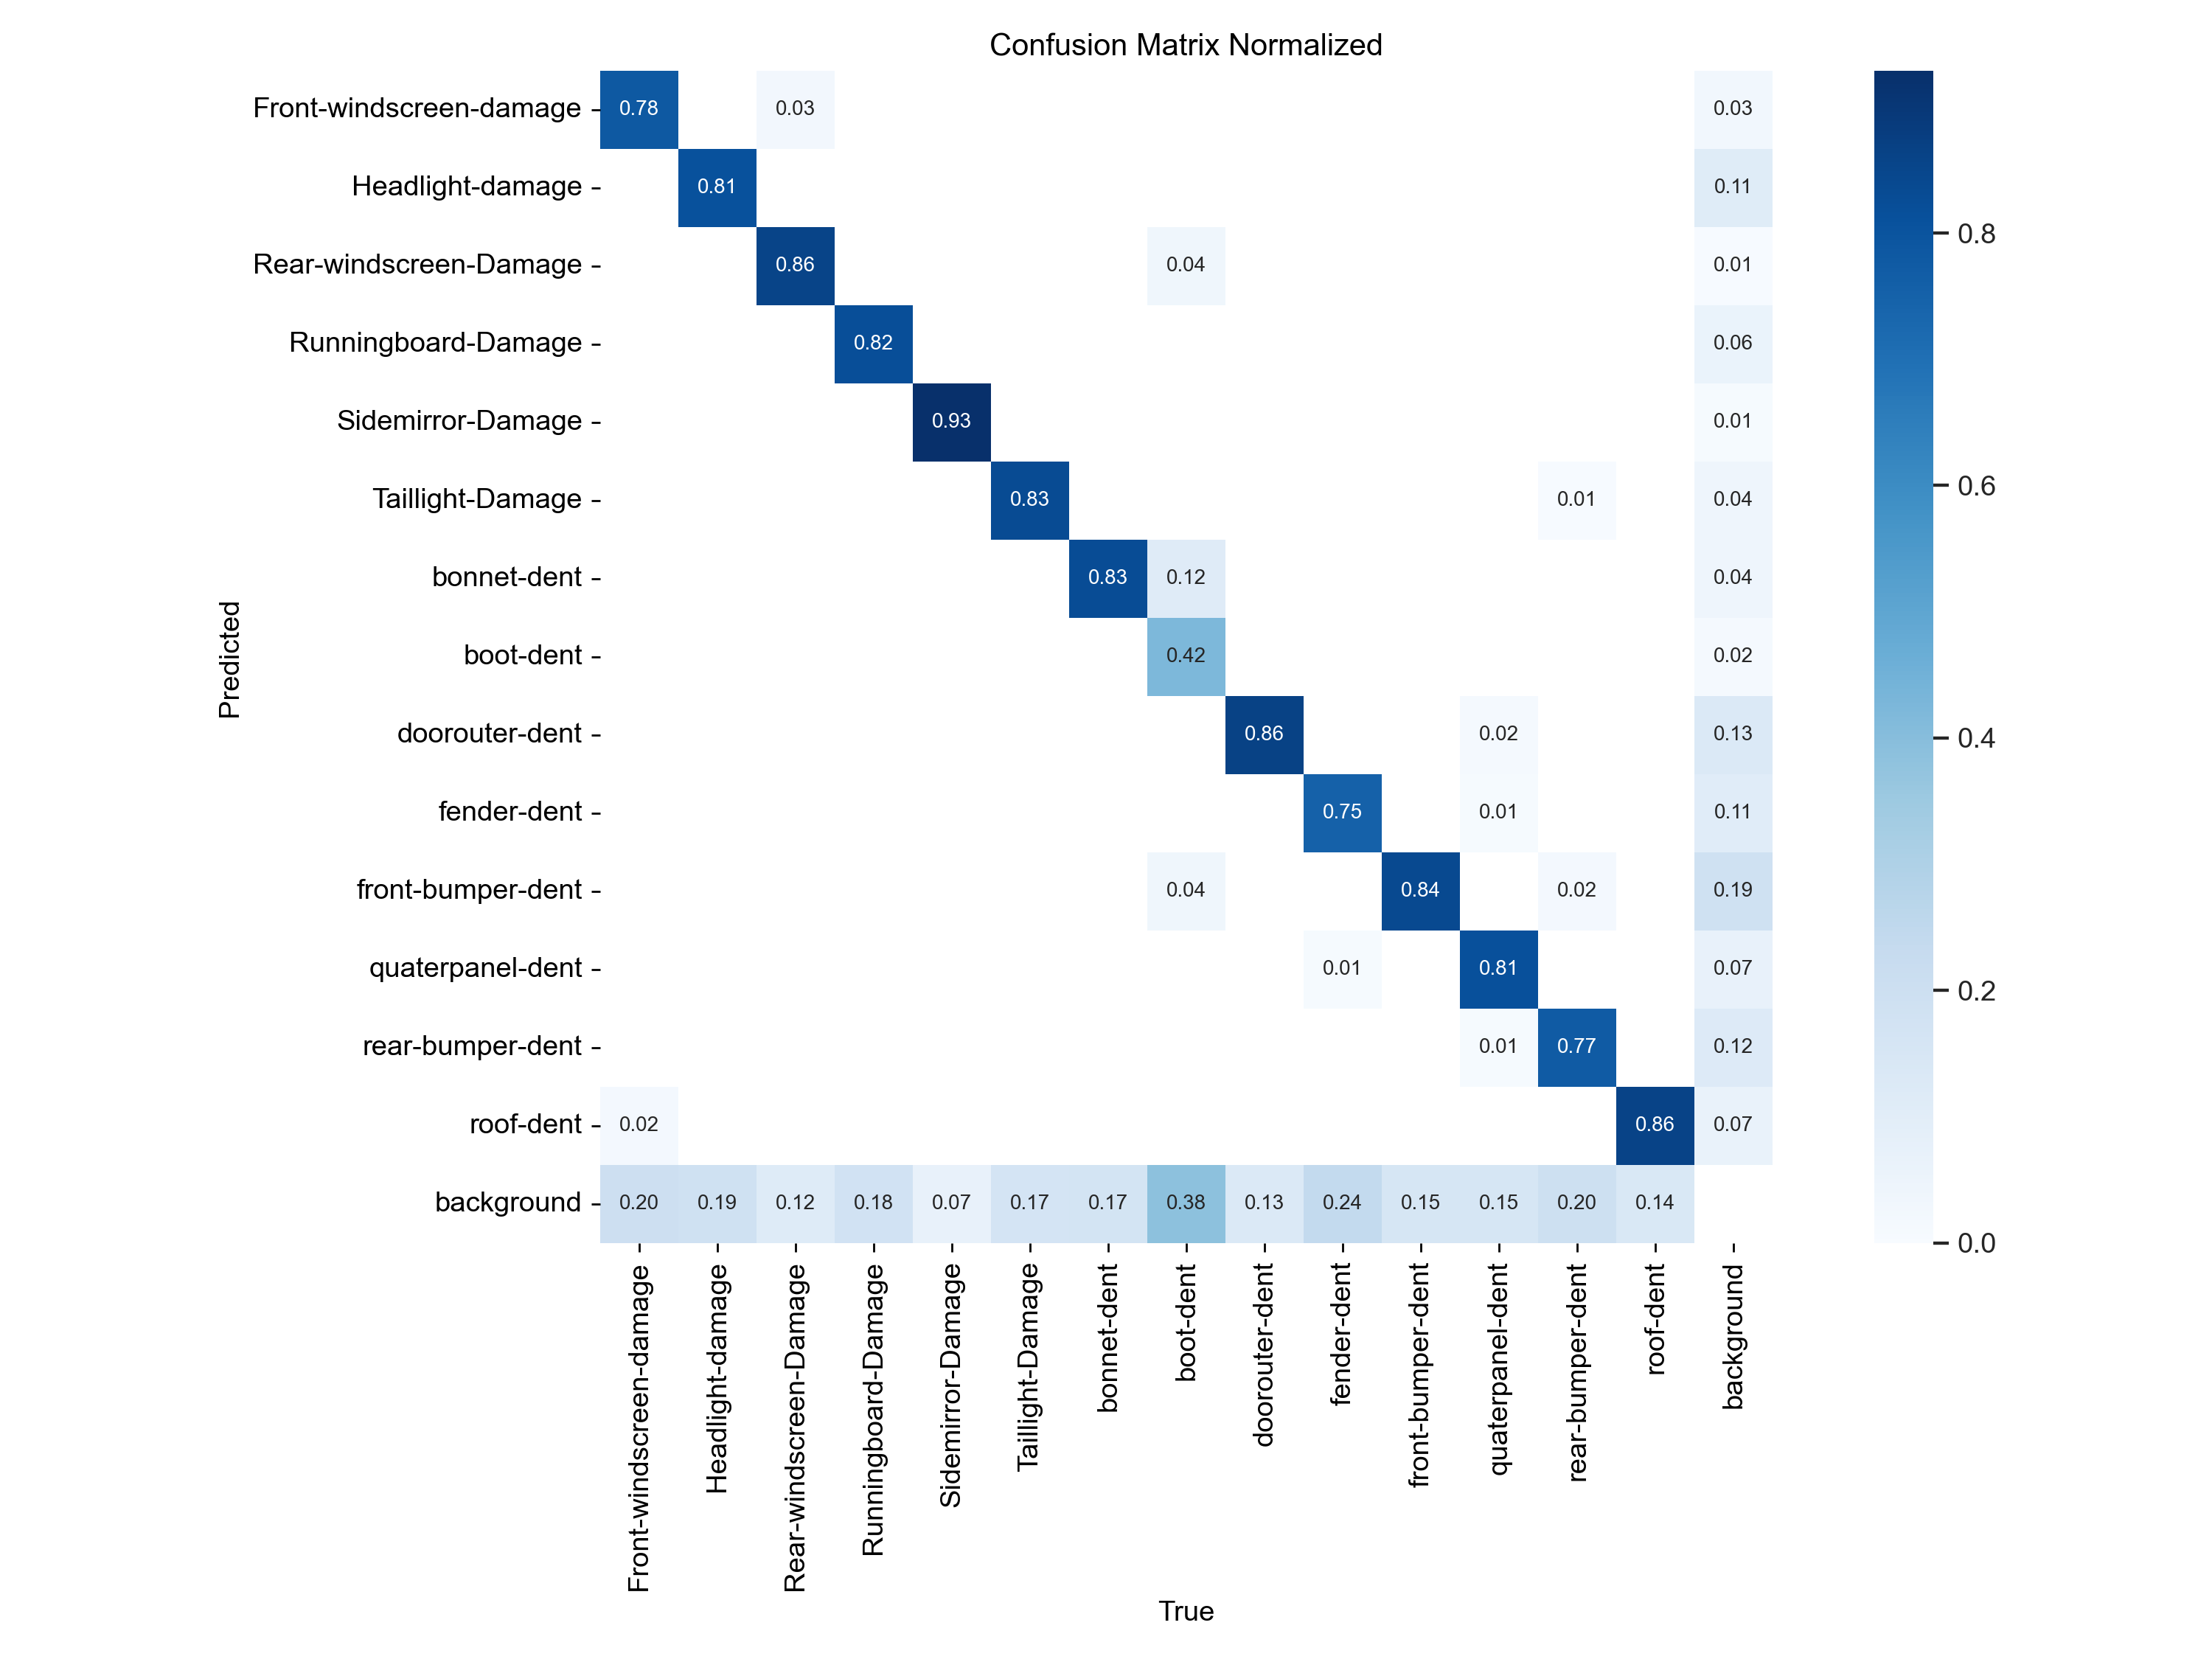 Confusion Matrix Normalized
Front-windscreen-damage 0.78 0.03 0.03
Headlight-damage 0.81 0.11
Rear-windscreen-Damage 0.86 0.04 0.01
0.8
Runningboard-Damage 0.82 0.06
Sidemirror-Damage 0.93 0.01
Taillight-Damage 0.83 0.01 0.04
0.6
bonnet-dent 0.83 0.12 0.04
Predicted
boot-dent 0.42 0.02
doorouter-dent 0.86 0.02 0.13
0.4
fender-dent 0.75 0.01 0.11
front-bumper-dent 0.04 0.84 0.02 0.19
quaterpanel-dent 0.01 0.81 0.07
0.2
rear-bumper-dent 0.01 0.77 0.12
roof-dent 0.02 0.86 0.07
background 0.20 0.19 0.12 0.18 0.07 0.17 0.17 0.38 0.13 0.24 0.15 0.15 0.20 0.14
0.0
Front-windscreen-damage
Headlight-damage
Rear-windscreen-Damage
Runningboard-Damage
Sidemirror-Damage
Taillight-Damage
bonnet-dent
boot-dent
doorouter-dent
fender-dent
front-bumper-dent
quaterpanel-dent
rear-bumper-dent
roof-dent
background
True